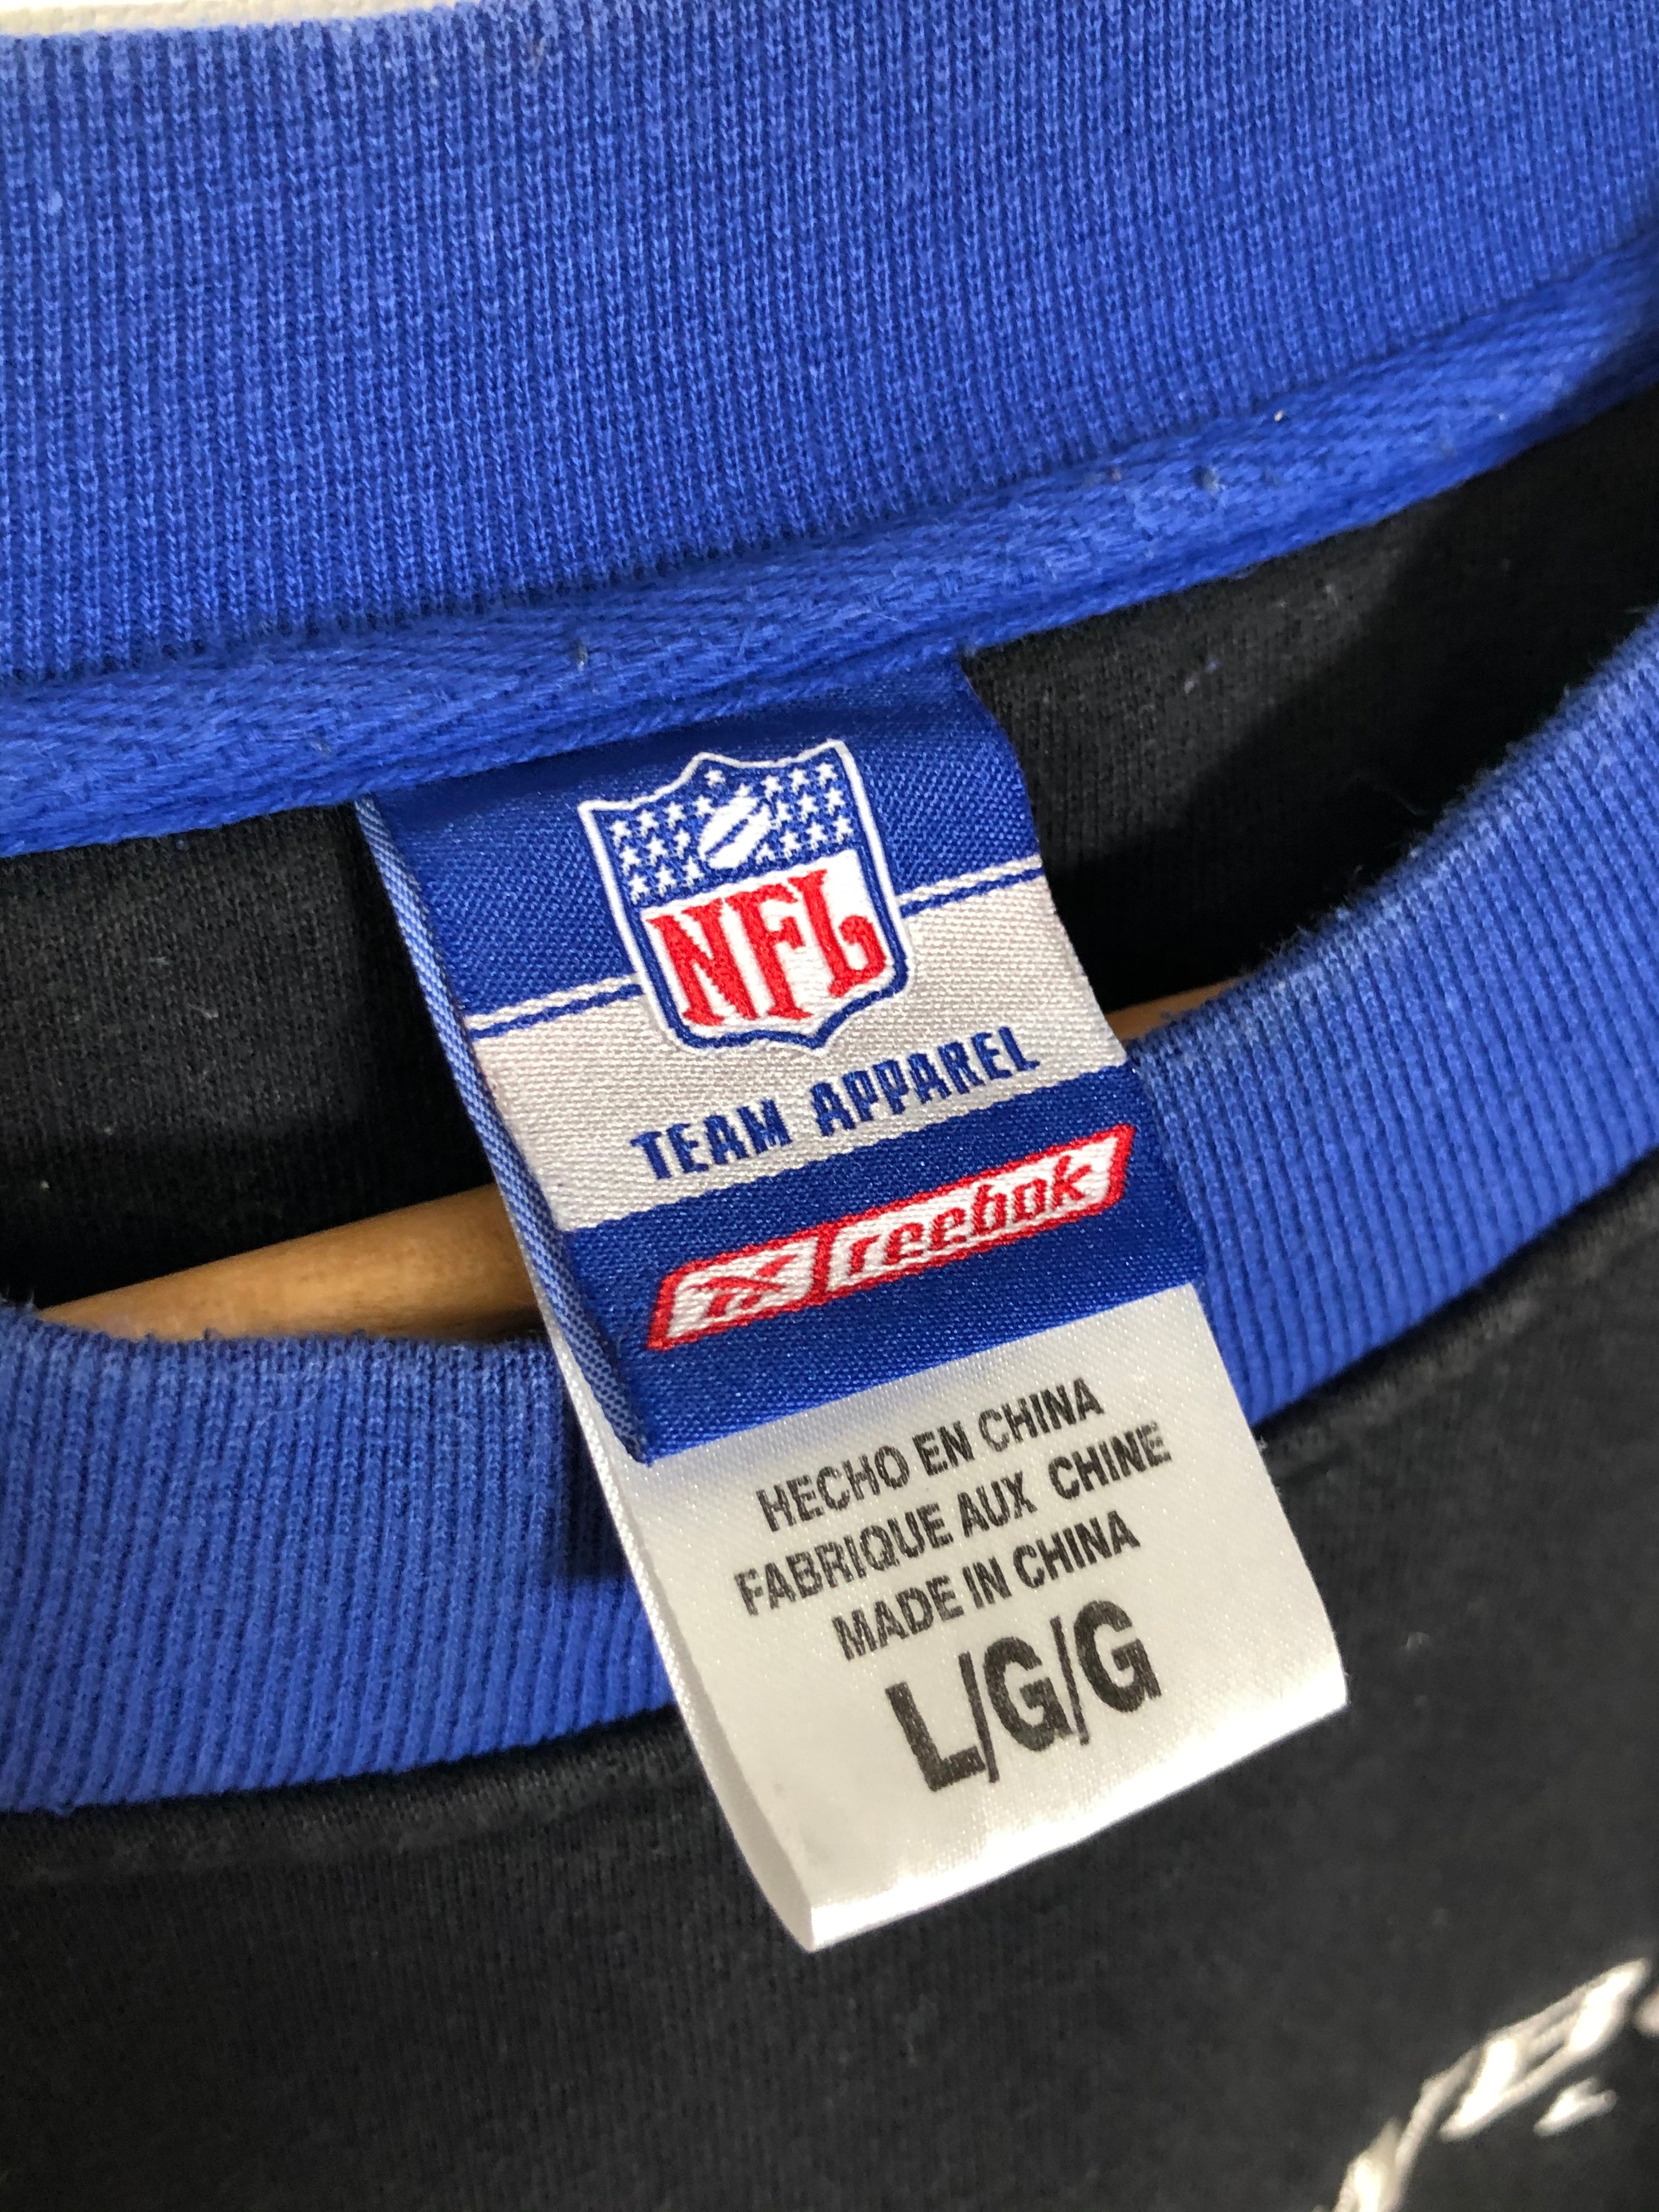 NFL
TEAM APPAREL
reebok
HECHO EN CHINA
FABRIQUE AUX CHINE
MADE IN CHINA
L/G/G